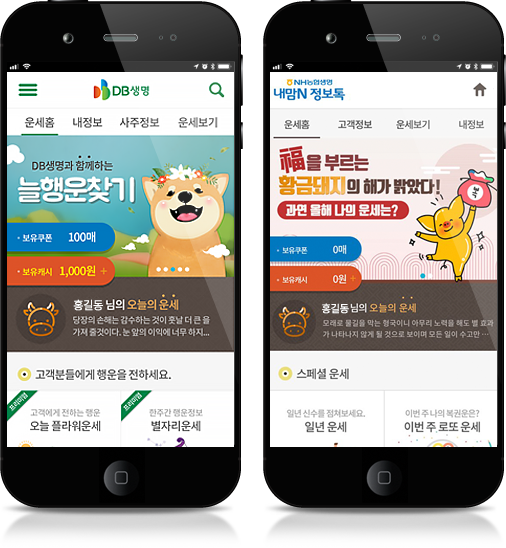 DB생명
운세홈 내정보 사주정보 운세보기
DB생명과 함께하는
늘행운찾기
• 보유쿠폰 100매
• 보유캐시 1,000원 +
홍길동 님의 오늘의 운세
당장의 손해는 감수하는 것이 훗날 더 큰 을
가져 줄것이다. 눈 앞의 이익에 너무 하지...
고객분들에게 행운을 전하세요.
프리미엄
고객에게 전하는 행운
오늘 플라워운세
프리미엄
한주간 행운정보
별자리운세
NH농협생명
내맘N 정보톡
운세홈 고객정보 운세보기 내정보
福을 부르는
황금돼지의 해가 밝았다!
과연 올해 나의 운세는?
복
• 보유쿠폰 0매
• 보유캐시 0원 +
홍길동 님의 오늘의 운세
모래로 물길을 막는 형국이니 아무리 노력을 해도 별 효과
가 나타나지 않게 될 것으로 보이며 모든 일이 수고만 ···
스페셜 운세
일년 신수를 점쳐보세요.
일년 운세
이번 주 나의 복권운은?
이번 주 로또 운세